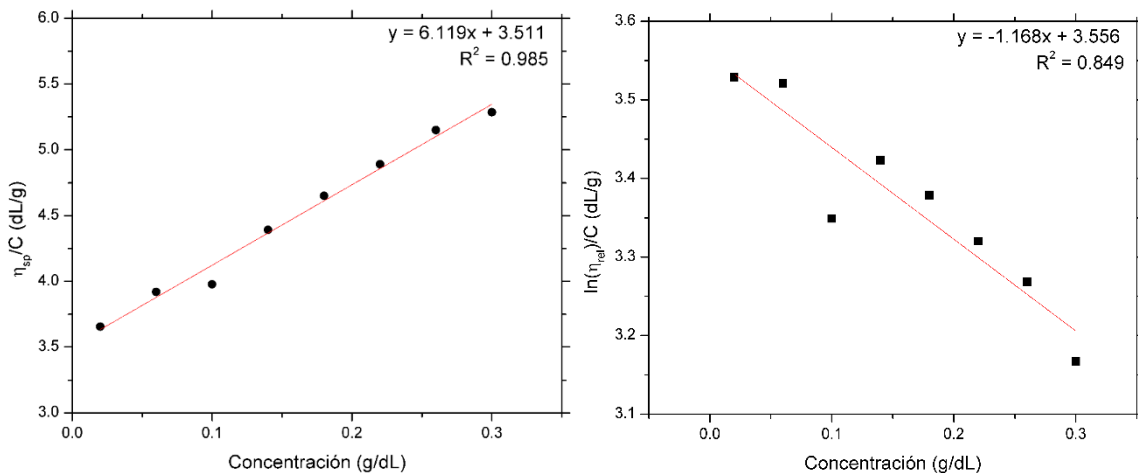 y = 6.119x + 3.511
R² = 0.985
6.0
5.5
5.0
4.5
4.0
3.5
3.0
ηsp/C (dL/g)
0.0 0.1 0.2 0.3
Concentración (g/dL)
y = -1.168x + 3.556
R² = 0.849
3.6
3.5
3.4
3.3
3.2
3.1
ln(ηrel)/C (dL/g)
0.0 0.1 0.2 0.3
Concentración (g/dL)